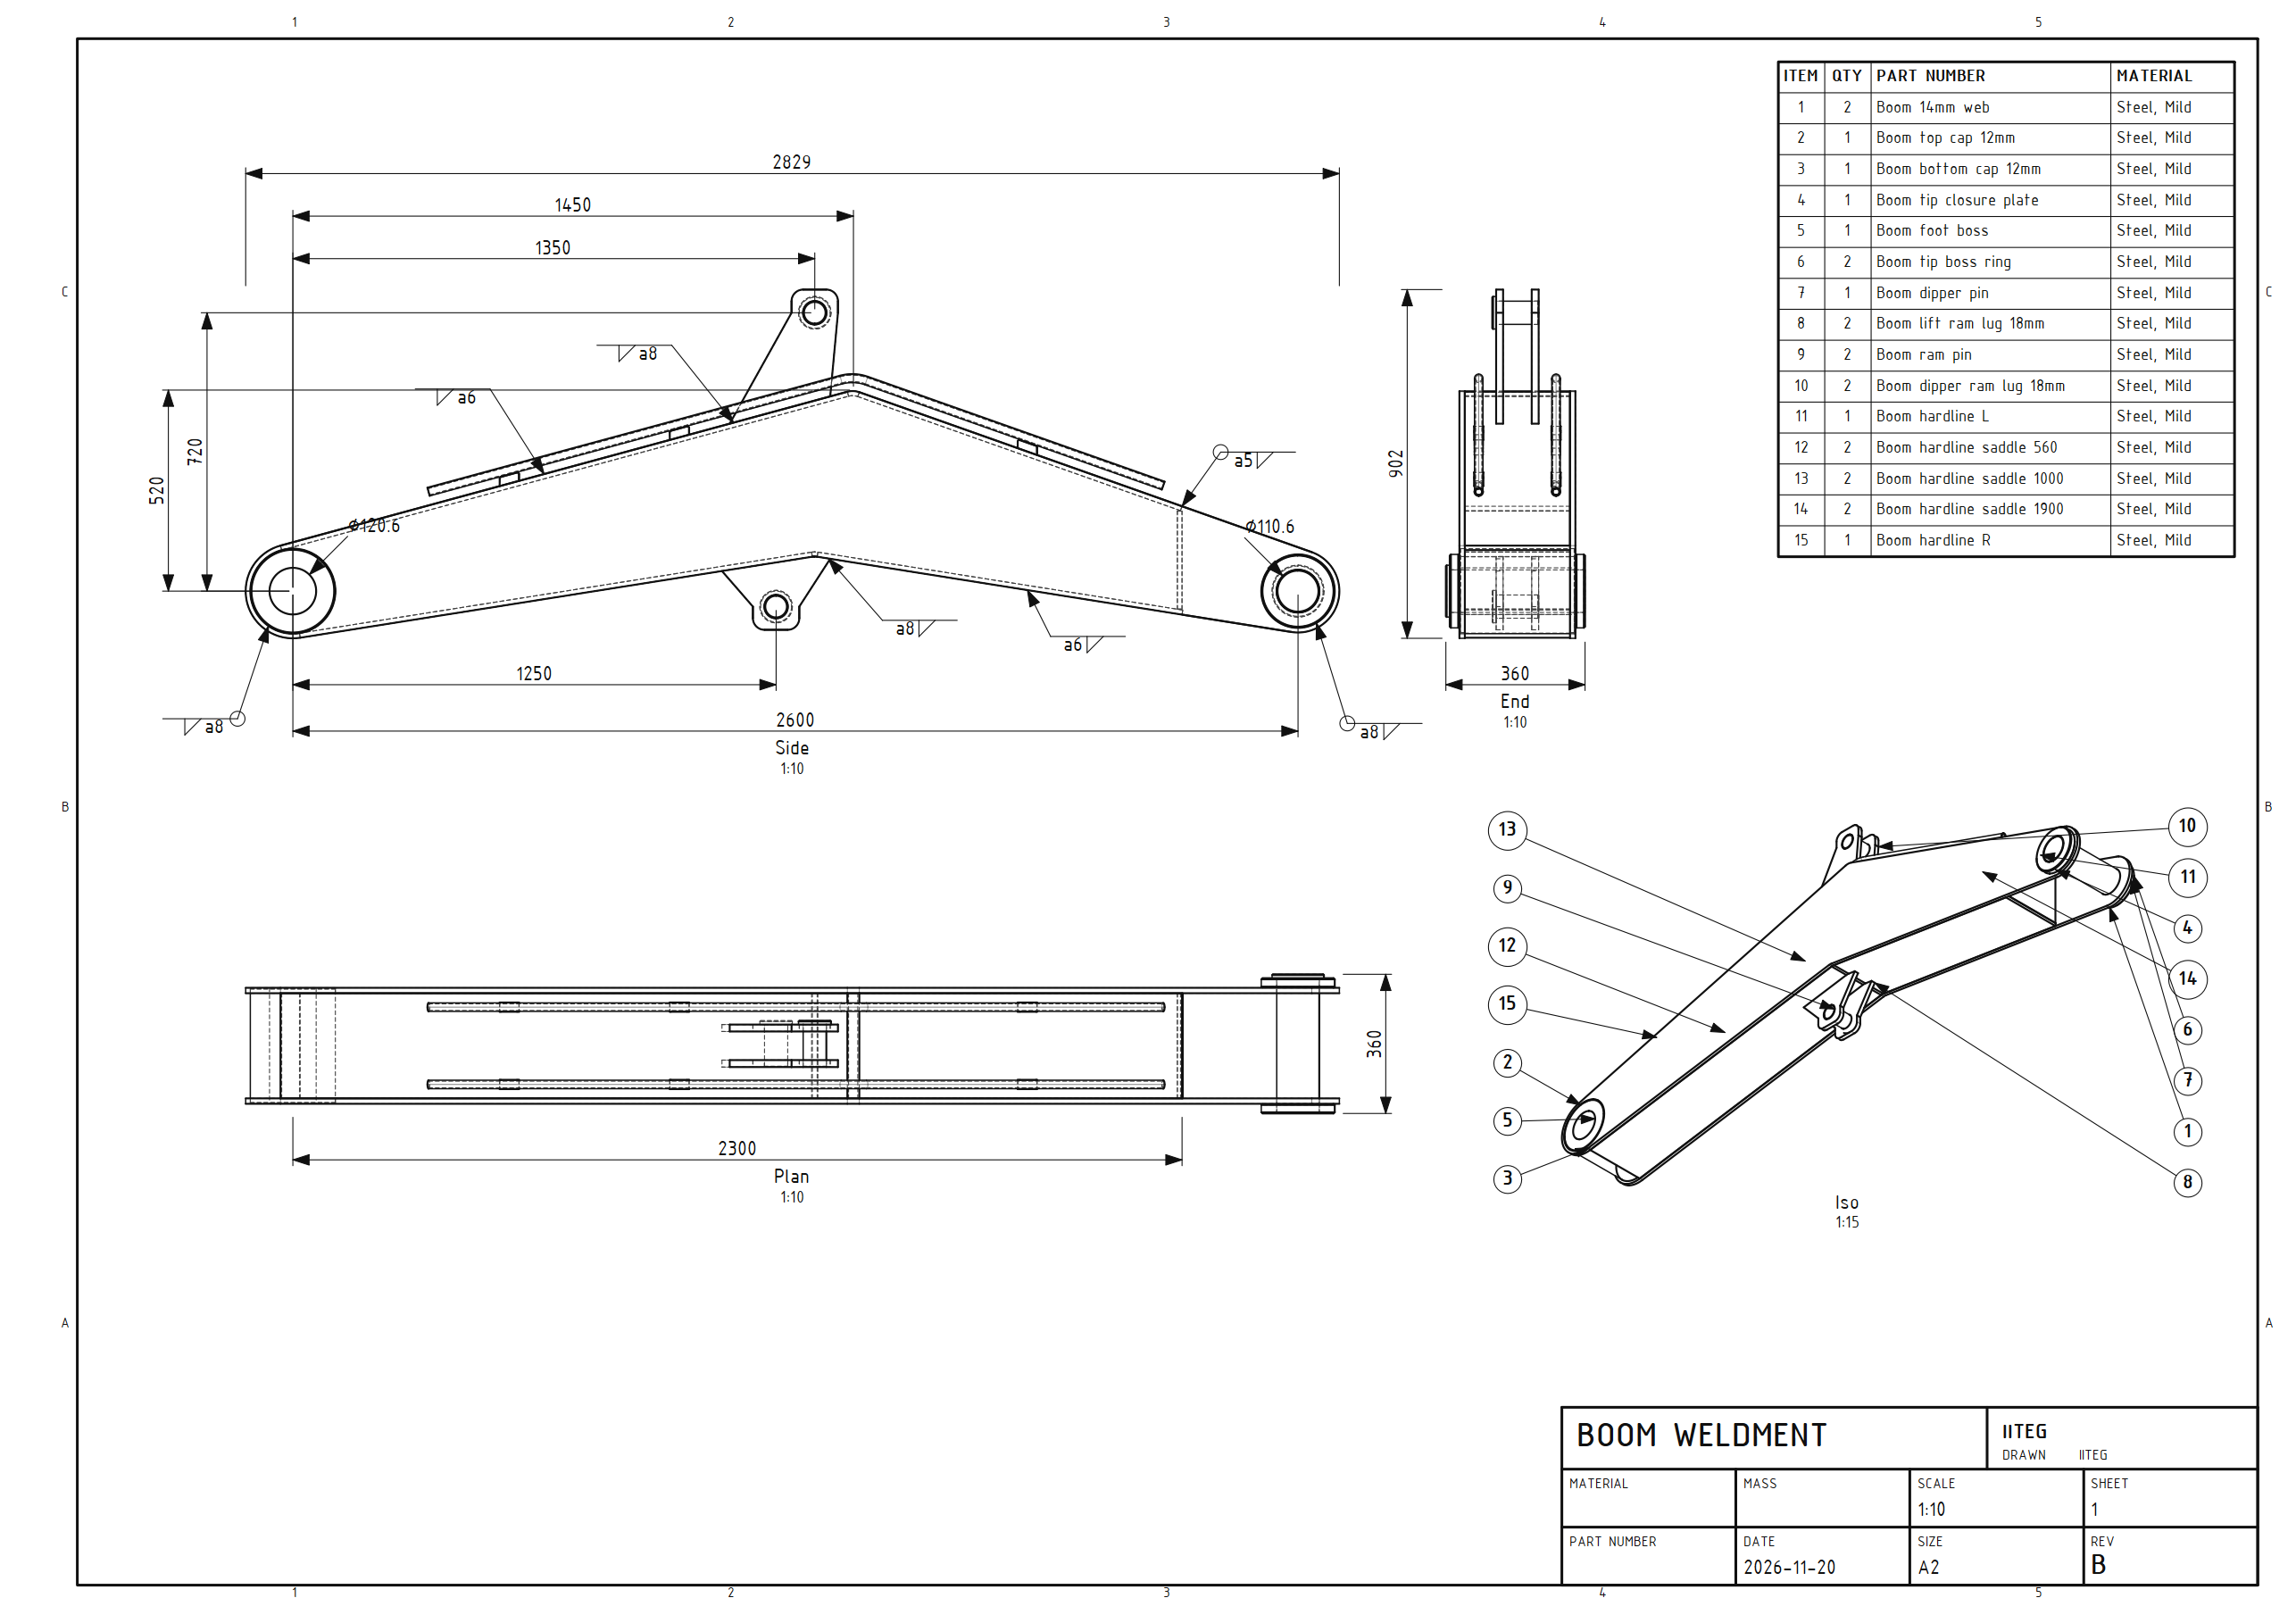 1 2 3 4 5
ITEM QTY PART NUMBER MATERIAL
1 2 Boom 14mm web Steel, Mild
2 1 Boom top cap 12mm Steel, Mild
3 1 Boom bottom cap 12mm Steel, Mild
4 1 Boom tip closure plate Steel, Mild
5 1 Boom foot boss Steel, Mild
6 2 Boom tip boss ring Steel, Mild
7 1 Boom dipper pin Steel, Mild
8 2 Boom lift ram lug 18mm Steel, Mild
9 2 Boom ram pin Steel, Mild
10 2 Boom dipper ram lug 18mm Steel, Mild
11 1 Boom hardline L Steel, Mild
12 2 Boom hardline saddle 560 Steel, Mild
13 2 Boom hardline saddle 1000 Steel, Mild
14 2 Boom hardline saddle 1900 Steel, Mild
15 1 Boom hardline R Steel, Mild
2829
1450
1350
C C
a8
a6
720
520
a5
902
ø120.6
ø110.6
a8
a6
1250
360
End
1:10
a8
2600
a8
Side
1:10
B B
13
10
9
11
12
4
15
14
2
6
5
7
3
1
8
Iso
1:15
360
2300
Plan
1:10
A A
BOOM WELDMENT
IITEG
DRAWN IITEG
MATERIAL MASS SCALE SHEET
1:10 1
PART NUMBER DATE SIZE REV
2026-11-20 A2 B
1 2 3 4 5